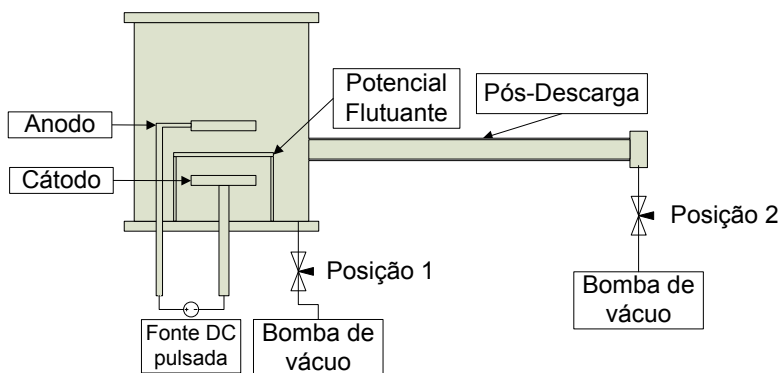 Potencial
Flutuante
Pós-Descarga
Anodo
Cátodo
Posição 2
Posição 1
Bomba de
vácuo
Fonte DC
pulsada
Bomba de
vácuo